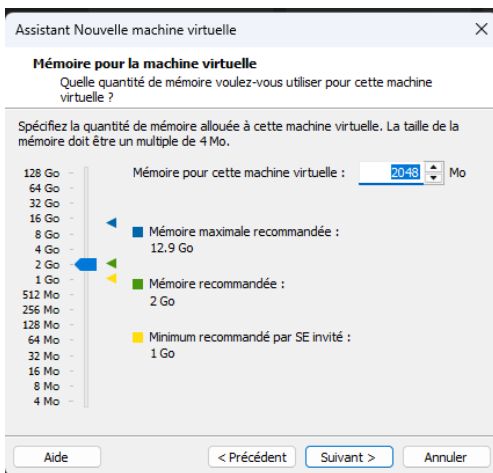 Assistant Nouvelle machine virtuelle
Mémoire pour la machine virtuelle
Quelle quantité de mémoire voulez-vous utiliser pour cette machine
virtuelle ?
Spécifiez la quantité de mémoire allouée à cette machine virtuelle. La taille de la
mémoire doit être un multiple de 4 Mo.
Mémoire pour cette machine virtuelle : 2048 Mo
128 Go
64 Go
32 Go
16 Go
8 Go
4 Go
2 Go
1 Go
512 Mo
256 Mo
128 Mo
64 Mo
32 Mo
16 Mo
8 Mo
4 Mo
Mémoire maximale recommandée :
12.9 Go
Mémoire recommandée :
2 Go
Minimum recommandé par SE invité :
1 Go
Aide
< Précédent
Suivant >
Annuler